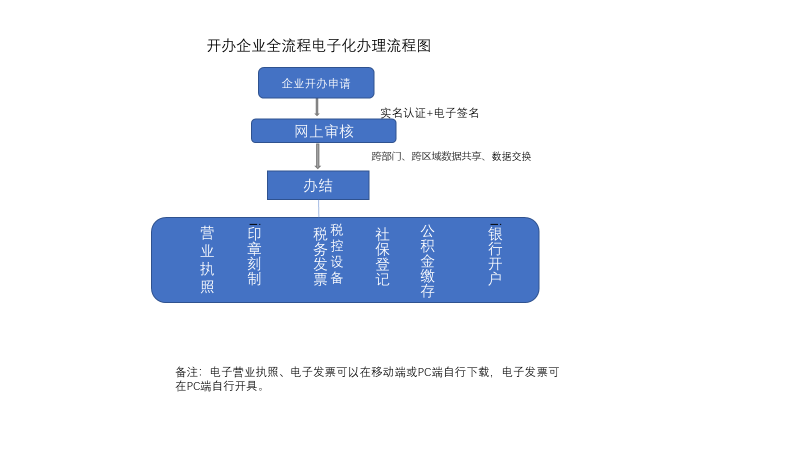 开办企业全流程电子化办理流程图
企业开办申请
实名认证+电子签名
网上审核
跨部门、跨区域数据共享、数据交换
办结
营业执照
印章刻制
税务发票
税控设备
社保登记
公积金缴存
银行开户
备注：电子营业执照、电子发票可以在移动端或PC端自行下载，电子发票可
在PC端自行开具。